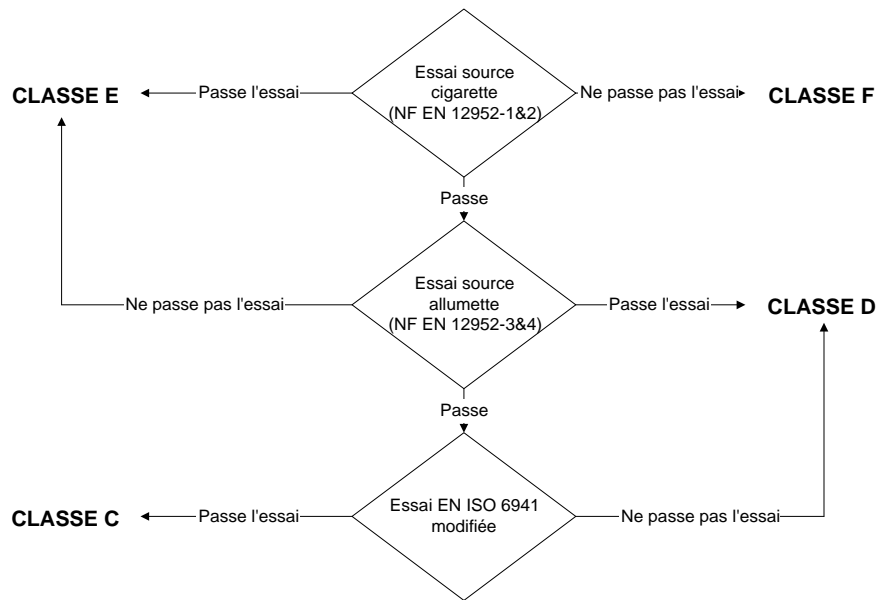 Essai source
cigarette
(NF EN 12952-1&2)
CLASSE E
Passe l'essai
Ne passe pas l'essai
CLASSE F
Passe
Essai source
allumette
(NF EN 12952-3&4)
Ne passe pas l'essai
Passe l'essai
CLASSE D
Passe
Essai EN ISO 6941
modifiée
CLASSE C
Passe l'essai
Ne passe pas l'essai